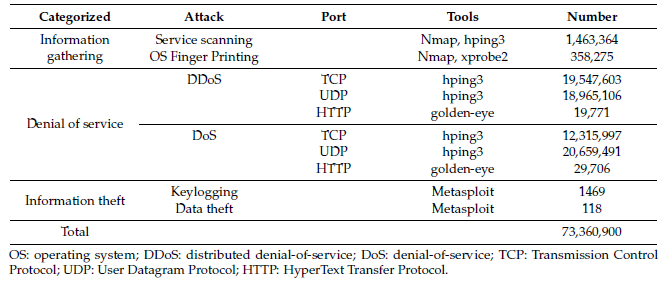 Categorized Attack Port Tools Number
Information gathering Service scanning Nmap, hping3 1,463,364
OS Finger Printing Nmap, xprobe2 358,275
Denial of service DDoS TCP hping3 19,547,603
UDP hping3 18,965,106
HTTP golden-eye 19,771
DoS TCP hping3 12,315,997
UDP hping3 20,659,491
HTTP golden-eye 29,706
Information theft Keylogging Metasploit 1469
Data theft Metasploit 118
Total 73,360,900
OS: operating system; DDoS: distributed denial-of-service; DoS: denial-of-service; TCP: Transmission Control
Protocol; UDP: User Datagram Protocol; HTTP: HyperText Transfer Protocol.